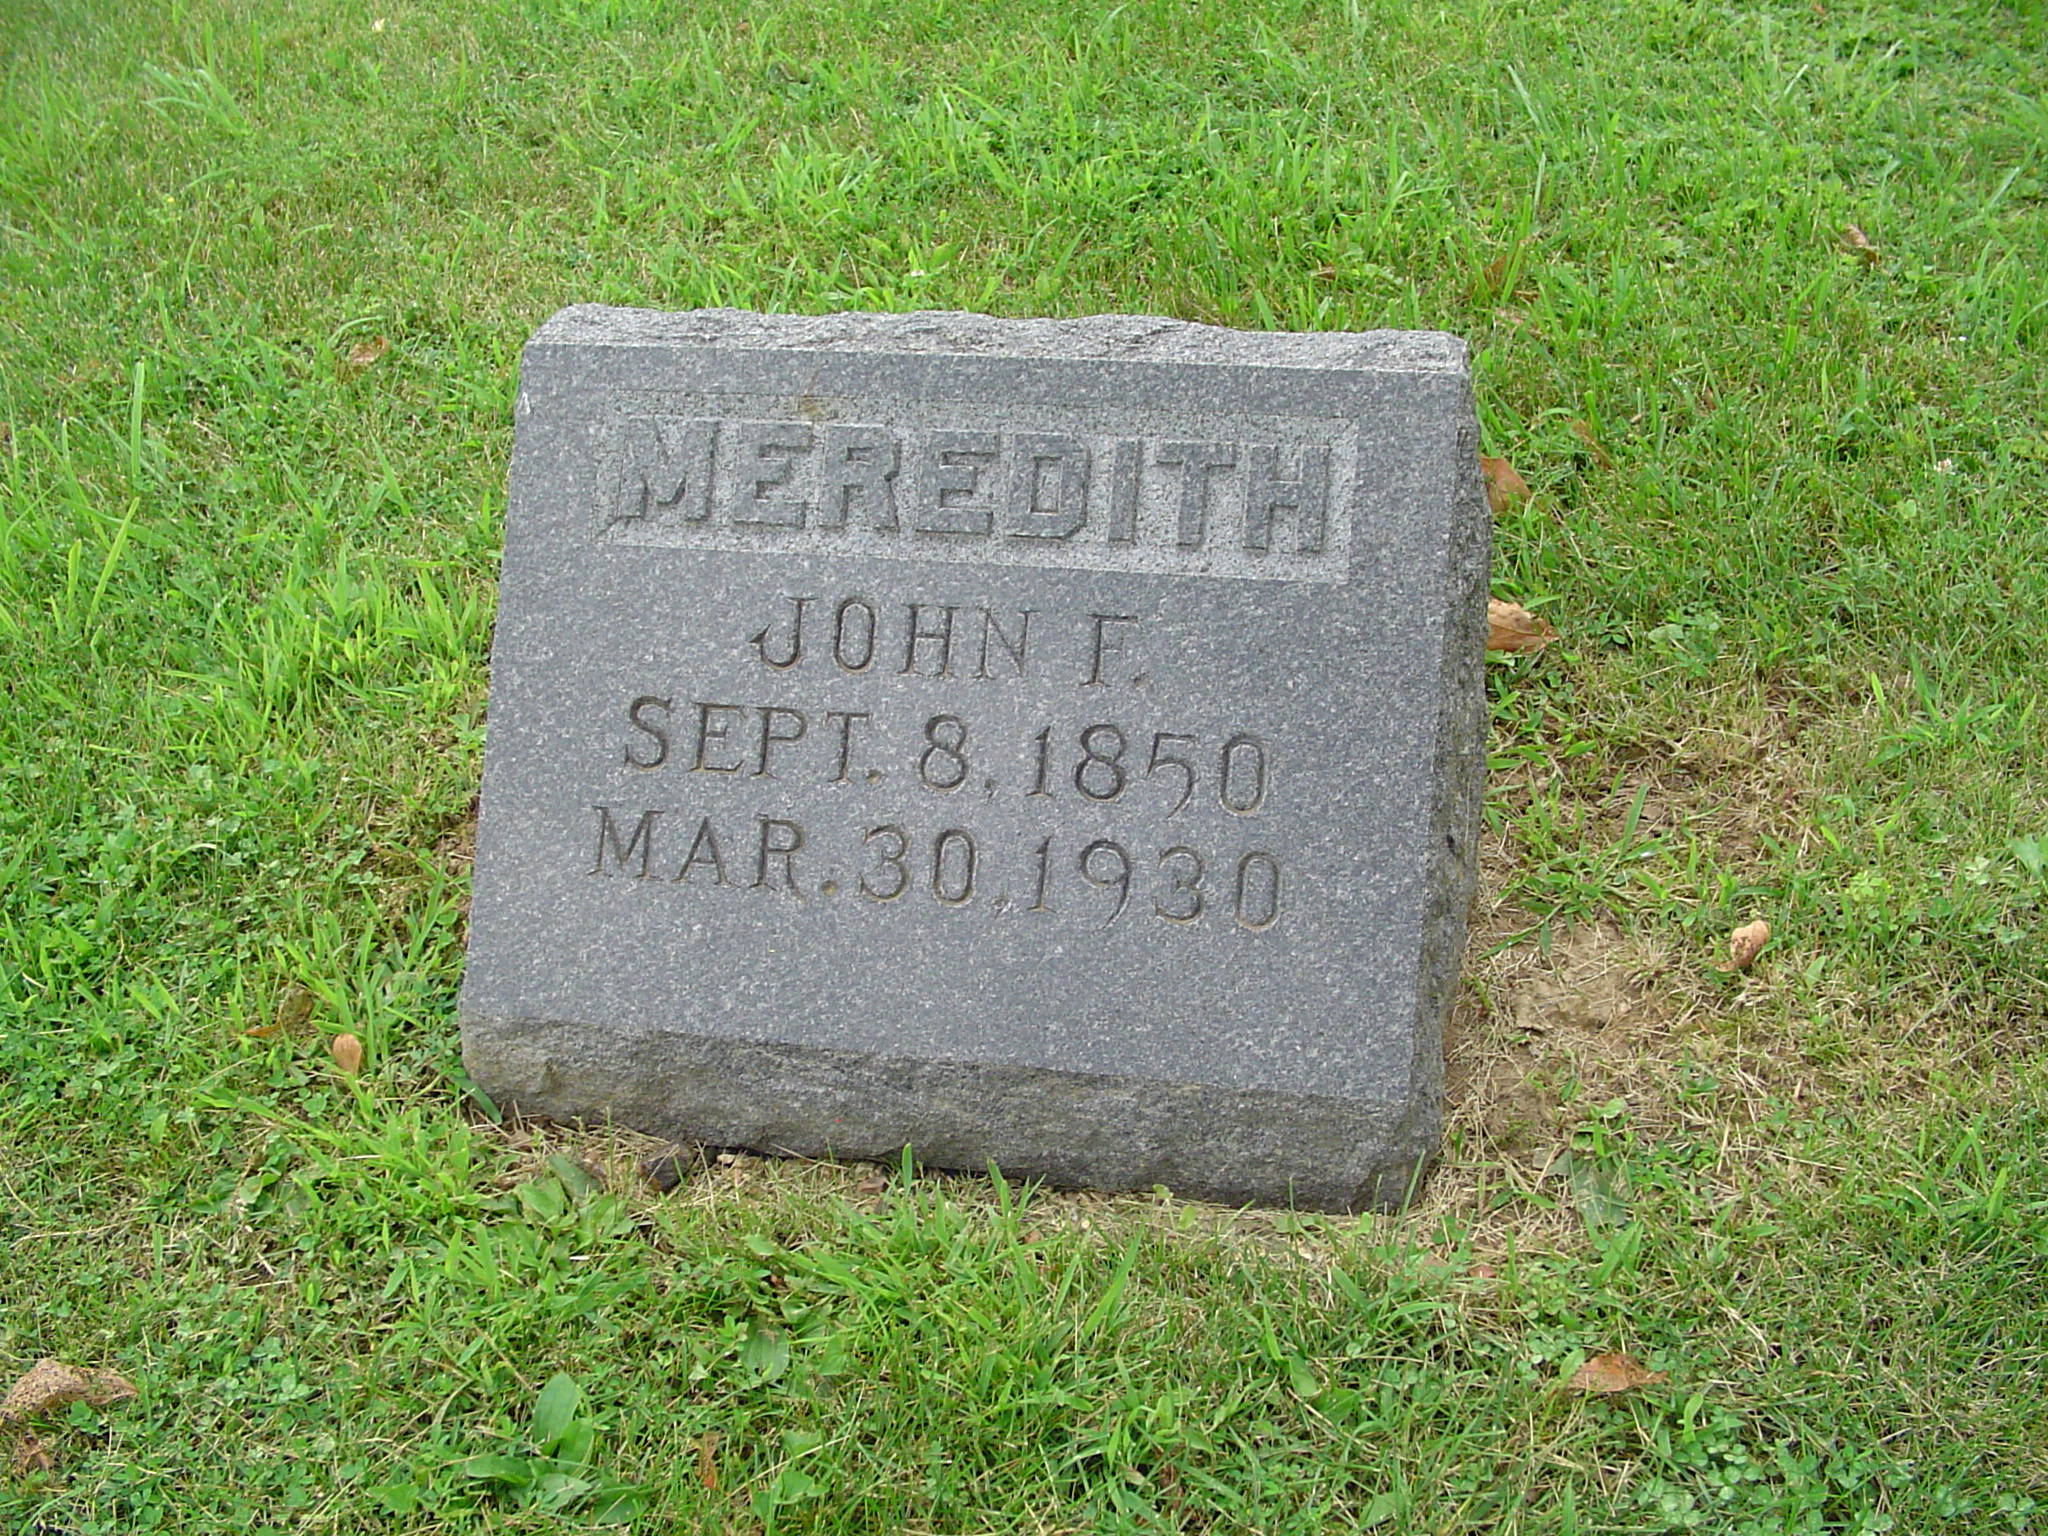 MEREDITH
JOHN F.
SEPT. 8, 1850
MAR. 30, 1930